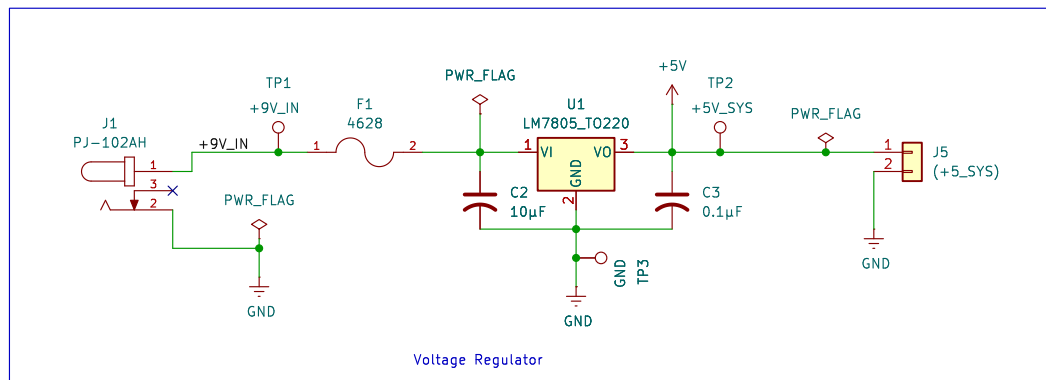 J1
PJ-102AH
1
3
2
+9V_IN
TP1
+9V_IN
PWR_FLAG
GND
F1
4628
1
2
PWR_FLAG
C2
10µF
U1
LM7805_TO220
1
VI
VO
3
GND
2
GND
TP3
GND
+5V
C3
0.1µF
TP2
+5V_SYS
PWR_FLAG
1
2
J5
(+5_SYS)
GND
Voltage Regulator